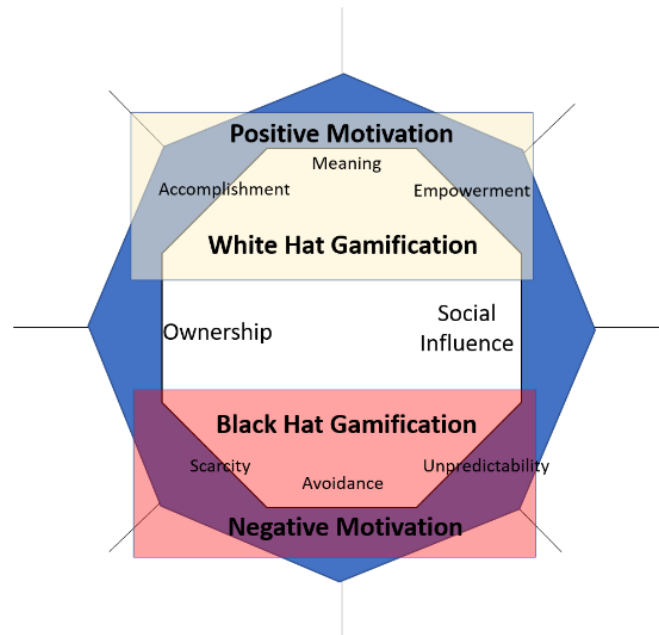 Positive Motivation
Meaning
Accomplishment
Empowerment
White Hat Gamification
Ownership
Social
Influence
Black Hat Gamification
Scarcity
Unpredictability
Avoidance
Negative Motivation